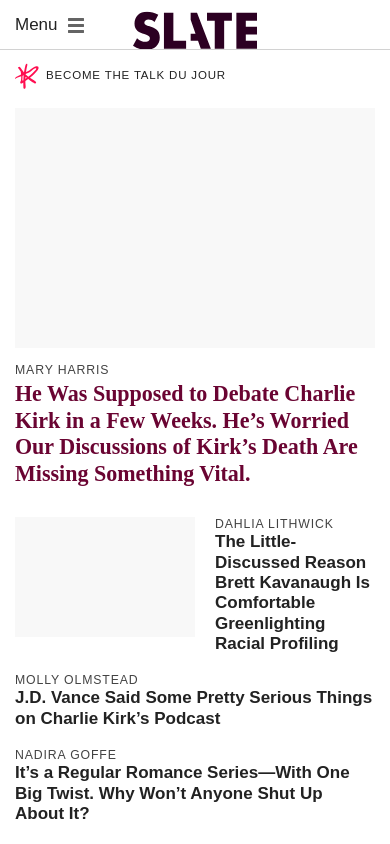 Menu
SLATE
BECOME THE TALK DU JOUR
MARY HARRIS
He Was Supposed to Debate Charlie
Kirk in a Few Weeks. He’s Worried
Our Discussions of Kirk’s Death Are
Missing Something Vital.
DAHLIA LITHWICK
The Little-
Discussed Reason
Brett Kavanaugh Is
Comfortable
Greenlighting
Racial Profiling
MOLLY OLMSTEAD
J.D. Vance Said Some Pretty Serious Things
on Charlie Kirk’s Podcast
NADIRA GOFFE
It’s a Regular Romance Series—With One
Big Twist. Why Won’t Anyone Shut Up
About It?